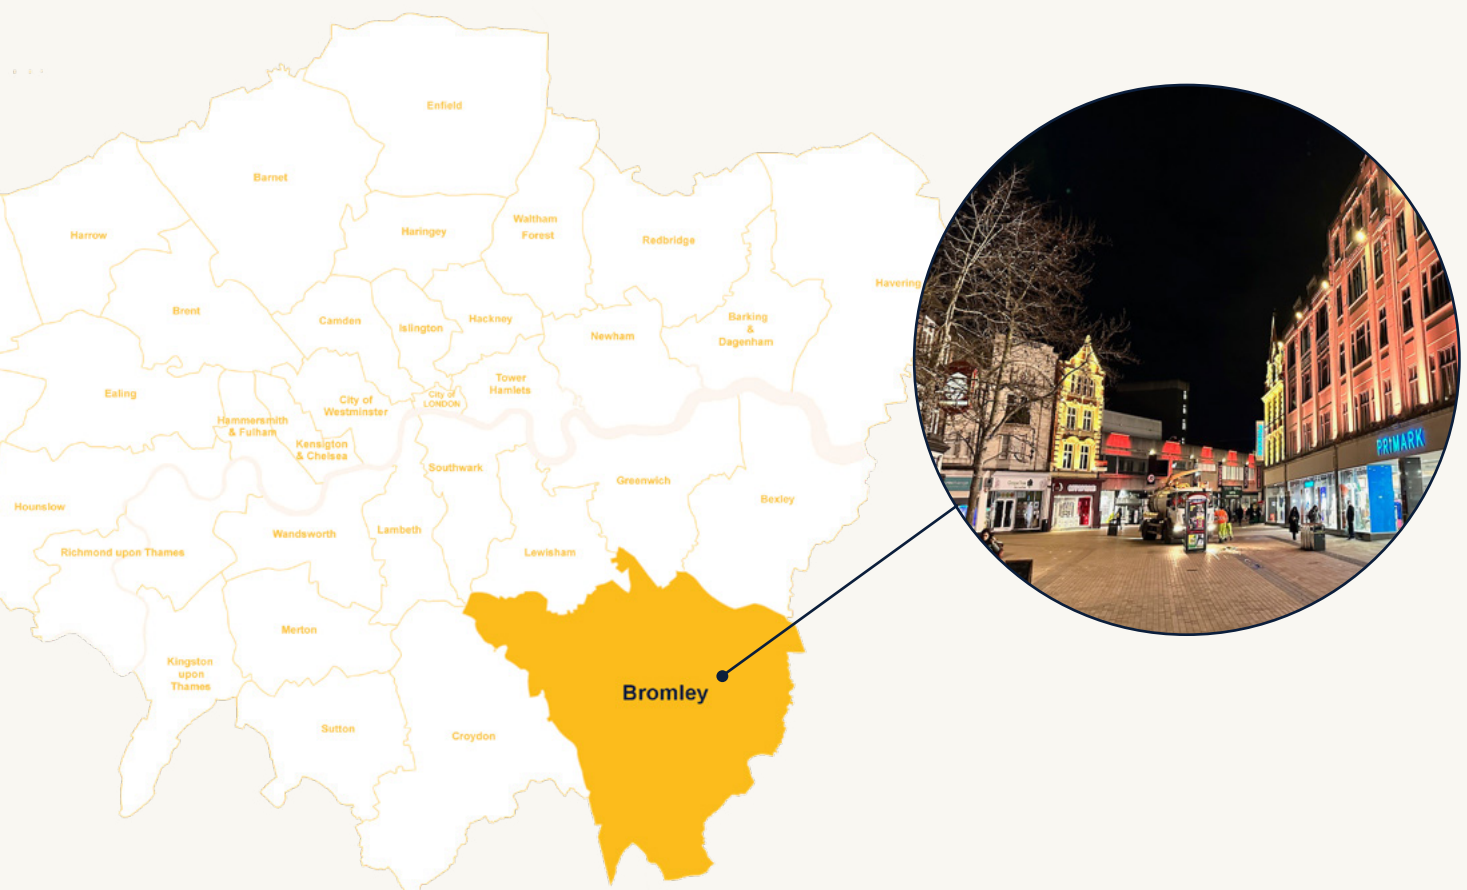 Enfield
Barnet
Waltham
Forest
Haringey
Harrow
Redbridge
Havering
Brent
Camden
Islington
Hackney
Newham
Barking
&
Dagenham
Ealing
Tower
Hamlets
City of
Westminster
City of
LONDON
Hammersmith
& Fulham
Kensigton
& Chelsea
PRIMARK
Southwark
Greenwich
Bexley
Hounslow
Wandsworth
Lambeth
Richmond upon Thames
Lewisham
Merton
Kingston
upon
Thames
Bromley
Sutton
Croydon